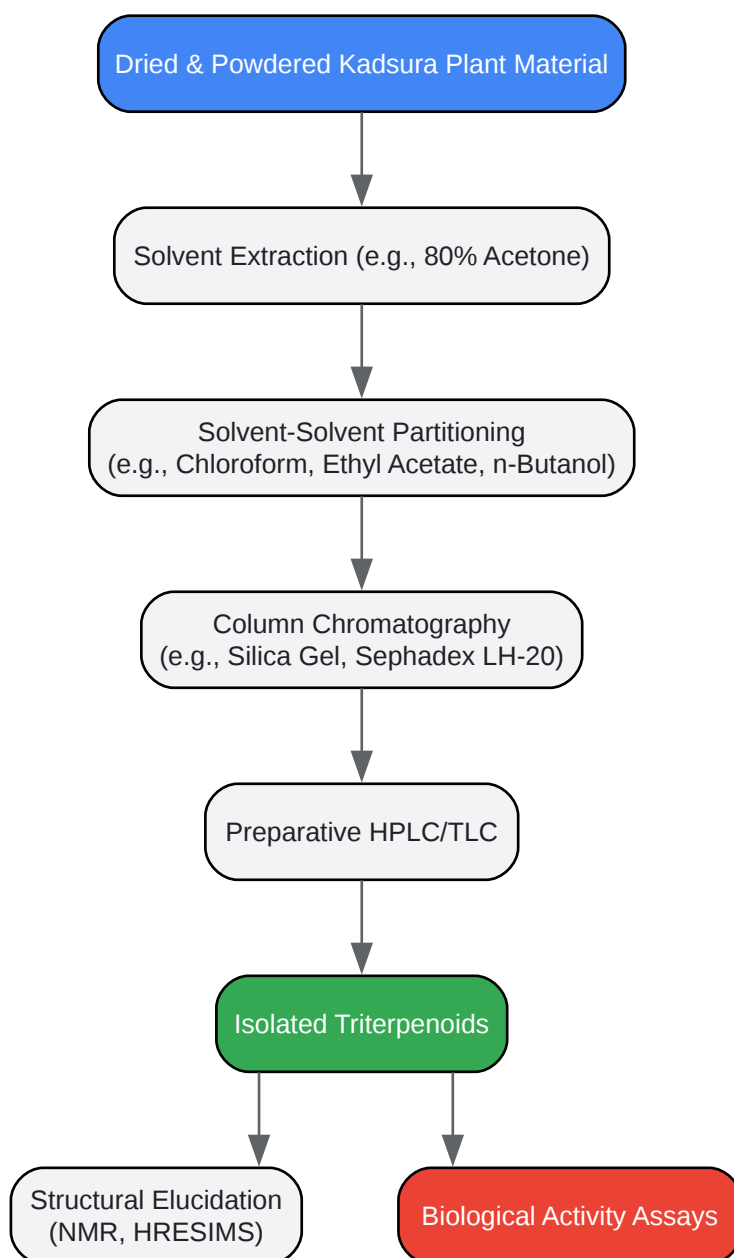 Dried & Powdered Kadsura Plant Material
Solvent Extraction (e.g., 80% Acetone)
Solvent-Solvent Partitioning
(e.g., Chloroform, Ethyl Acetate, n-Butanol)
Column Chromatography
(e.g., Silica Gel, Sephadex LH-20)
Preparative HPLC/TLC
Isolated Triterpenoids
Structural Elucidation
(NMR, HRESIMS)
Biological Activity Assays